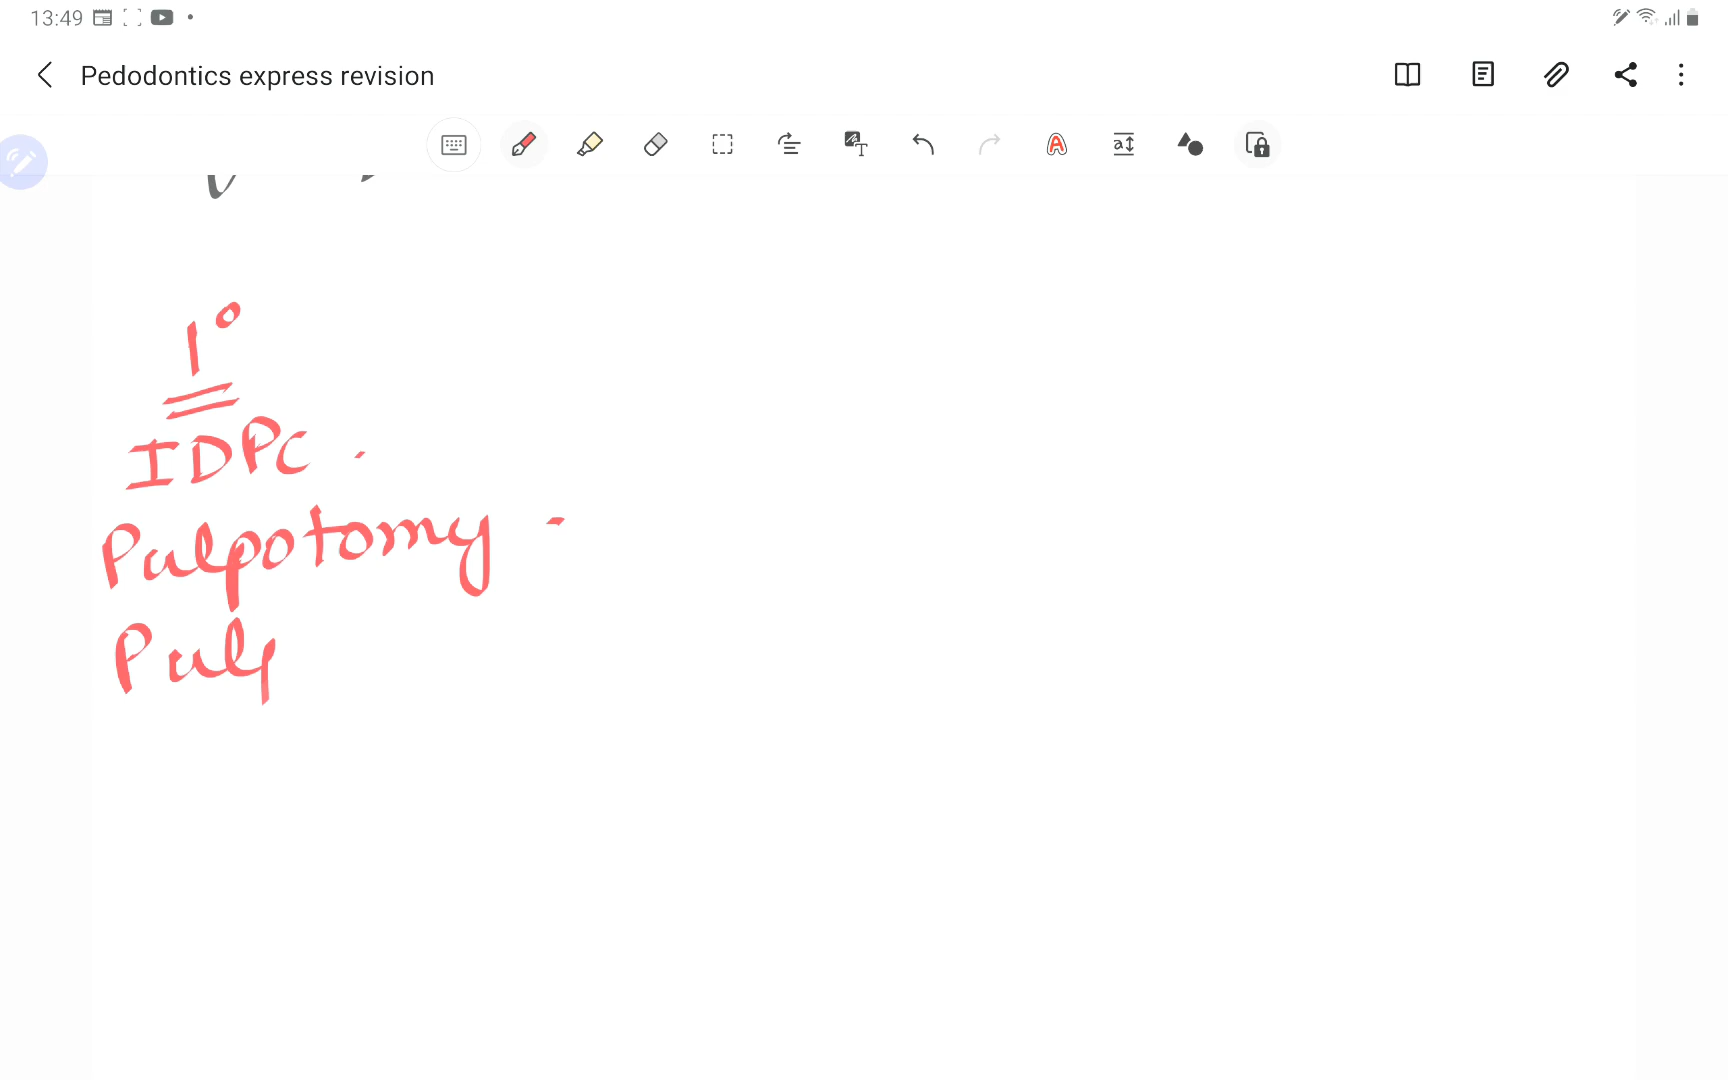 13:49
Pedodontics express revision
1°
IDPC .
Pulpotomy -
Pulp